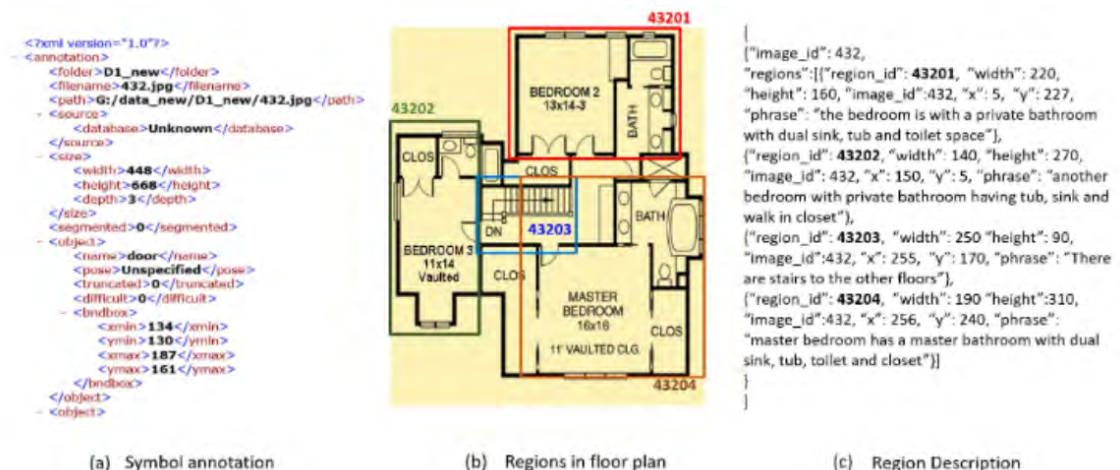 <?xml version="1.0"?>
- <annotation>
<folder>D1_new</folder>
<filename>432.jpg</filename>
<path>G:/data_new/D1_new/432.jpg</path>
- <source>
<database>Unknown</database>
</source>
- <size>
<width>448</width>
<height>668</height>
<depth>3</depth>
</size>
<segmented>0</segmented>
- <object>
<name>door</name>
<pose>Unspecified</pose>
<truncated>0</truncated>
<difficult>0</difficult>
- <bndbox>
<xmin>134</xmin>
<ymin>130</ymin>
<xmax>187</xmax>
<ymax>161</ymax>
</bndbox>
</object>
- <object>
(a) Symbol annotation
43201
43202
BEDROOM 2
13x14-3
BATH
CLOS
CLOS
BATH
DN
43203
BEDROOM 3
11x14
Vaulted
CLOS
MASTER
BEDROOM
16x16
CLOS
11' VAULTED CLG.
43204
(b) Regions in floor plan
{
{"image_id": 432,
"regions":[{"region_id": 43201, "width": 220,
"height": 160, "image_id":432, "x": 5, "y": 227,
"phrase": "the bedroom is with a private bathroom
with dual sink, tub and toilet space"},
{"region_id": 43202, "width": 140, "height": 270,
"image_id": 432, "x": 150, "y": 5, "phrase": "another
bedroom with private bathroom having tub, sink and
walk in closet"},
{"region_id": 43203, "width": 250 "height": 90,
"image_id":432, "x": 255, "y": 170, "phrase": "There
are stairs to the other floors"},
{"region_id": 43204, "width": 190 "height":310,
"image_id":432, "x": 256, "y": 240, "phrase":
"master bedroom has a master bathroom with dual
sink, tub, toilet and closet"}]
}
}
(c) Region Description